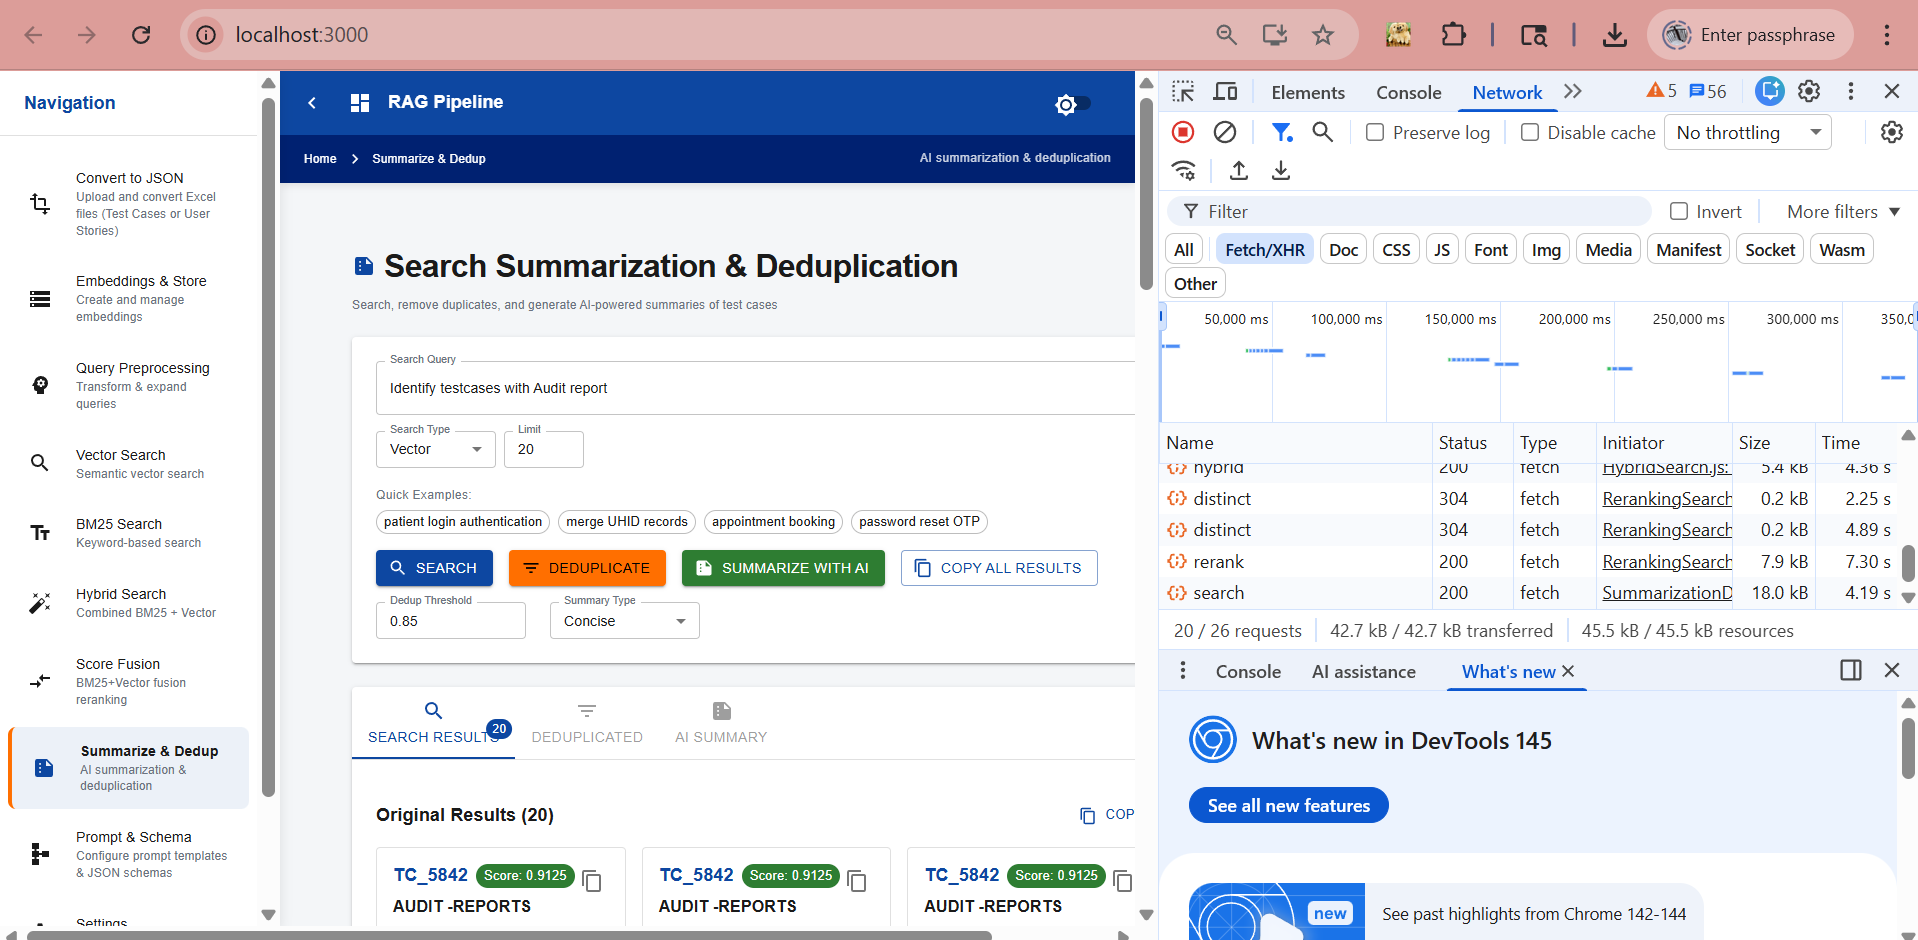 localhost:3000
Enter passphrase
Navigation
Convert to JSON
Upload and convert Excel
files (Test Cases or User
Stories)
Embeddings & Store
Create and manage
embeddings
Query Preprocessing
Transform & expand
queries
Vector Search
Semantic vector search
BM25 Search
Keyword-based search
Hybrid Search
Combined BM25 + Vector
Score Fusion
BM25+Vector fusion
reranking
Summarize & Dedup
AI summarization &
deduplication
Prompt & Schema
Configure prompt templates
& JSON schemas
Settings
RAG Pipeline
Home
Summarize & Dedup
AI summarization & deduplication
Search Summarization & Deduplication
Search, remove duplicates, and generate AI-powered summaries of test cases
Search Query
Identify testcases with Audit report
Search Type
Vector
Limit
20
Quick Examples:
patient login authentication
merge UHID records
appointment booking
password reset OTP
SEARCH
DEDUPLICATE
SUMMARIZE WITH AI
COPY ALL RESULTS
Dedup Threshold
0.85
Summary Type
Concise
SEARCH RESULTS
20
DEDUPLICATED
AI SUMMARY
Original Results (20)
COP
TC_5842 Score: 0.9125
AUDIT -REPORTS
TC_5842 Score: 0.9125
AUDIT -REPORTS
TC_5842 Score: 0.9125
AUDIT -REPORTS
Elements Console Network 5 56
Preserve log Disable cache No throttling
Filter Invert More filters
All Fetch/XHR Doc CSS JS Font Img Media Manifest Socket Wasm
Other
50,000 ms 100,000 ms 150,000 ms 200,000 ms 250,000 ms 300,000 ms 350,0
Name Status Type Initiator Size Time
hybrid 200 fetch HybridSearch.js: 5.4 kB 4.36 s
distinct 304 fetch RerankingSearch 0.2 kB 2.25 s
distinct 304 fetch RerankingSearch 0.2 kB 4.89 s
rerank 200 fetch RerankingSearch 7.9 kB 7.30 s
search 200 fetch SummarizationD 18.0 kB 4.19 s
20 / 26 requests 42.7 kB / 42.7 kB transferred 45.5 kB / 45.5 kB resources
Console AI assistance What's new
What's new in DevTools 145
See all new features
new
See past highlights from Chrome 142-144